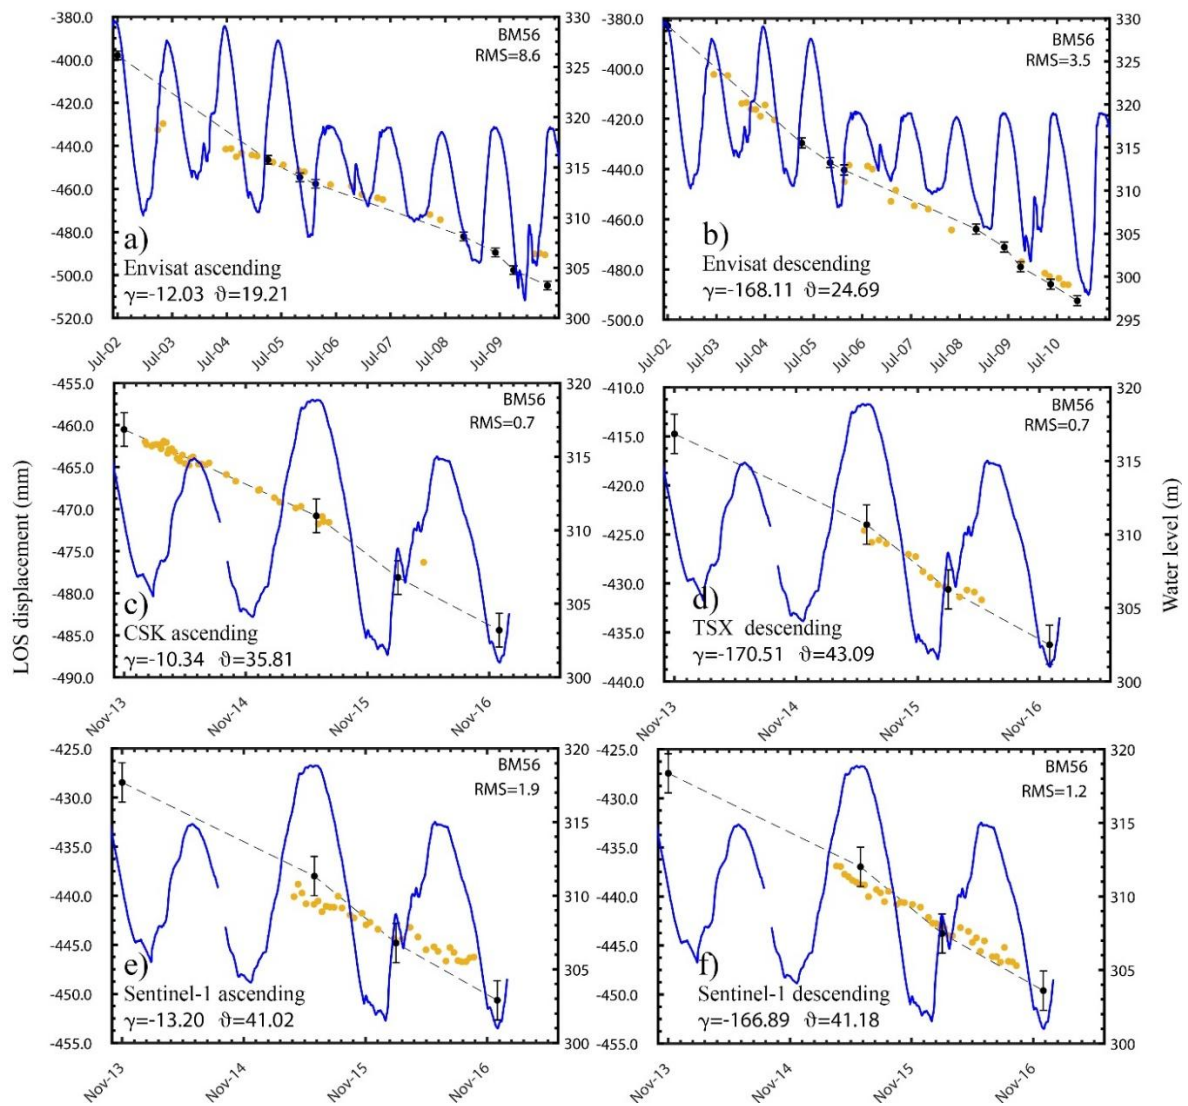 LOS displacement (mm)
Water level (m)
-380.0
-400.0
-420.0
-440.0
-460.0
-480.0
-500.0
-520.0
330
325
320
315
310
305
300
BM56
RMS=8.6
a)
Envisat ascending
γ=-12.03 ϑ=19.21
Jul-02
Jul-03
Jul-04
Jul-05
Jul-06
Jul-07
Jul-08
Jul-09
-380.0
-400.0
-420.0
-440.0
-460.0
-480.0
-500.0
330
325
320
315
310
305
300
295
BM56
RMS=3.5
b)
Envisat descending
γ=-168.11 ϑ=24.69
Jul-02
Jul-03
Jul-04
Jul-05
Jul-06
Jul-07
Jul-08
Jul-09
Jul-10
-455.0
-460.0
-465.0
-470.0
-475.0
-480.0
-485.0
-490.0
320
315
310
305
300
BM56
RMS=0.7
c)
CSK ascending
γ=-10.34 ϑ=35.81
Nov-13
Nov-14
Nov-15
Nov-16
-410.0
-415.0
-420.0
-425.0
-430.0
-435.0
-440.0
320
315
310
305
300
BM56
RMS=0.7
d)
TSX descending
γ=-170.51 ϑ=43.09
Nov-13
Nov-14
Nov-15
Nov-16
-425.0
-430.0
-435.0
-440.0
-445.0
-450.0
-455.0
320
315
310
305
300
BM56
RMS=1.9
e)
Sentinel-1 ascending
γ=-13.20 ϑ=41.02
Nov-13
Nov-14
Nov-15
Nov-16
-425.0
-430.0
-435.0
-440.0
-445.0
-450.0
-455.0
320
315
310
305
300
BM56
RMS=1.2
f)
Sentinel-1 descending
γ=-166.89 ϑ=41.18
Nov-13
Nov-14
Nov-15
Nov-16